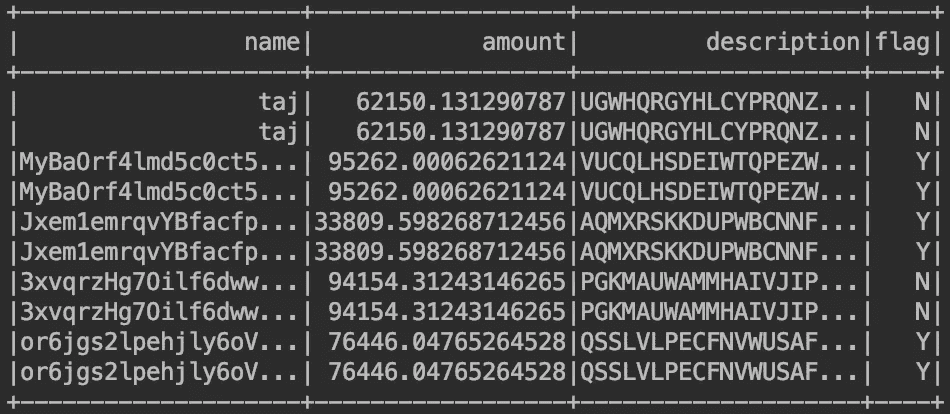 +--------------------+------------------+--------------------+----+
|                name|            amount|         description|flag|
+--------------------+------------------+--------------------+----+
|                 taj|   62150.131290787|UGWHQRGYHLCYPRQNZ...|   N|
|                 taj|   62150.131290787|UGWHQRGYHLCYPRQNZ...|   N|
|MyBaOrf4lmd5c0ct5...| 95262.00062621124|VUCQLHSDEIWTQPEZW...|   Y|
|MyBaOrf4lmd5c0ct5...| 95262.00062621124|VUCQLHSDEIWTQPEZW...|   Y|
|Jxem1emrqvYBfacfp...|33809.598268712456|AQMXRSKKDUPWBCNNF...|   Y|
|Jxem1emrqvYBfacfp...|33809.598268712456|AQMXRSKKDUPWBCNNF...|   Y|
|3xvqrzHg7Oilf6dww...| 94154.31243146265|PGKMAUWAMMHAIVJIP...|   N|
|3xvqrzHg7Oilf6dww...| 94154.31243146265|PGKMAUWAMMHAIVJIP...|   N|
|or6jgs2lpehjly6oV...| 76446.04765264528|QSSLVLPECFNVWUSAF...|   Y|
|or6jgs2lpehjly6oV...| 76446.04765264528|QSSLVLPECFNVWUSAF...|   Y|
+--------------------+------------------+--------------------+----+